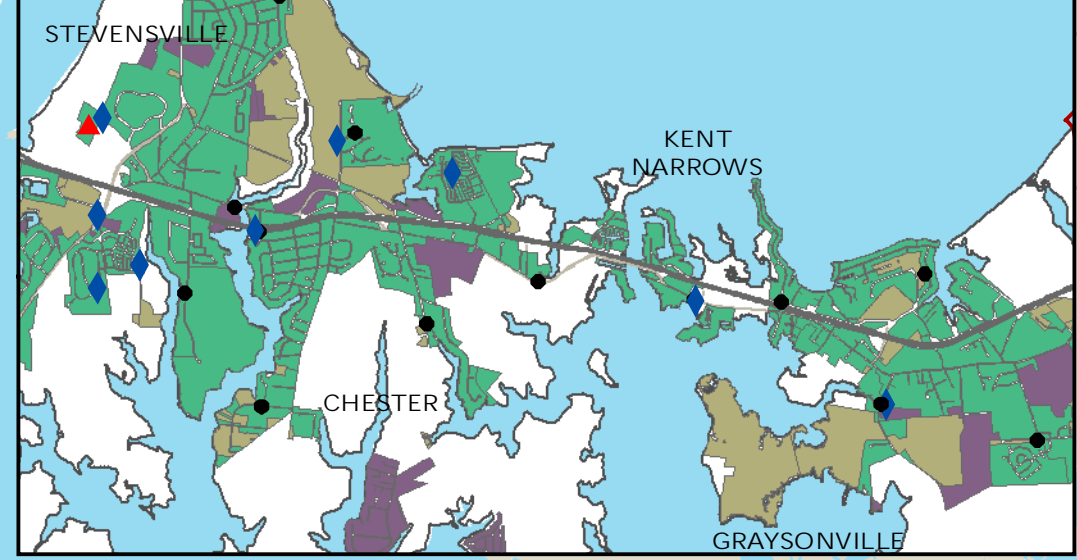 STEVENSVILLE
KENT
NARROWS
CHESTER
GRAYSONVILLE